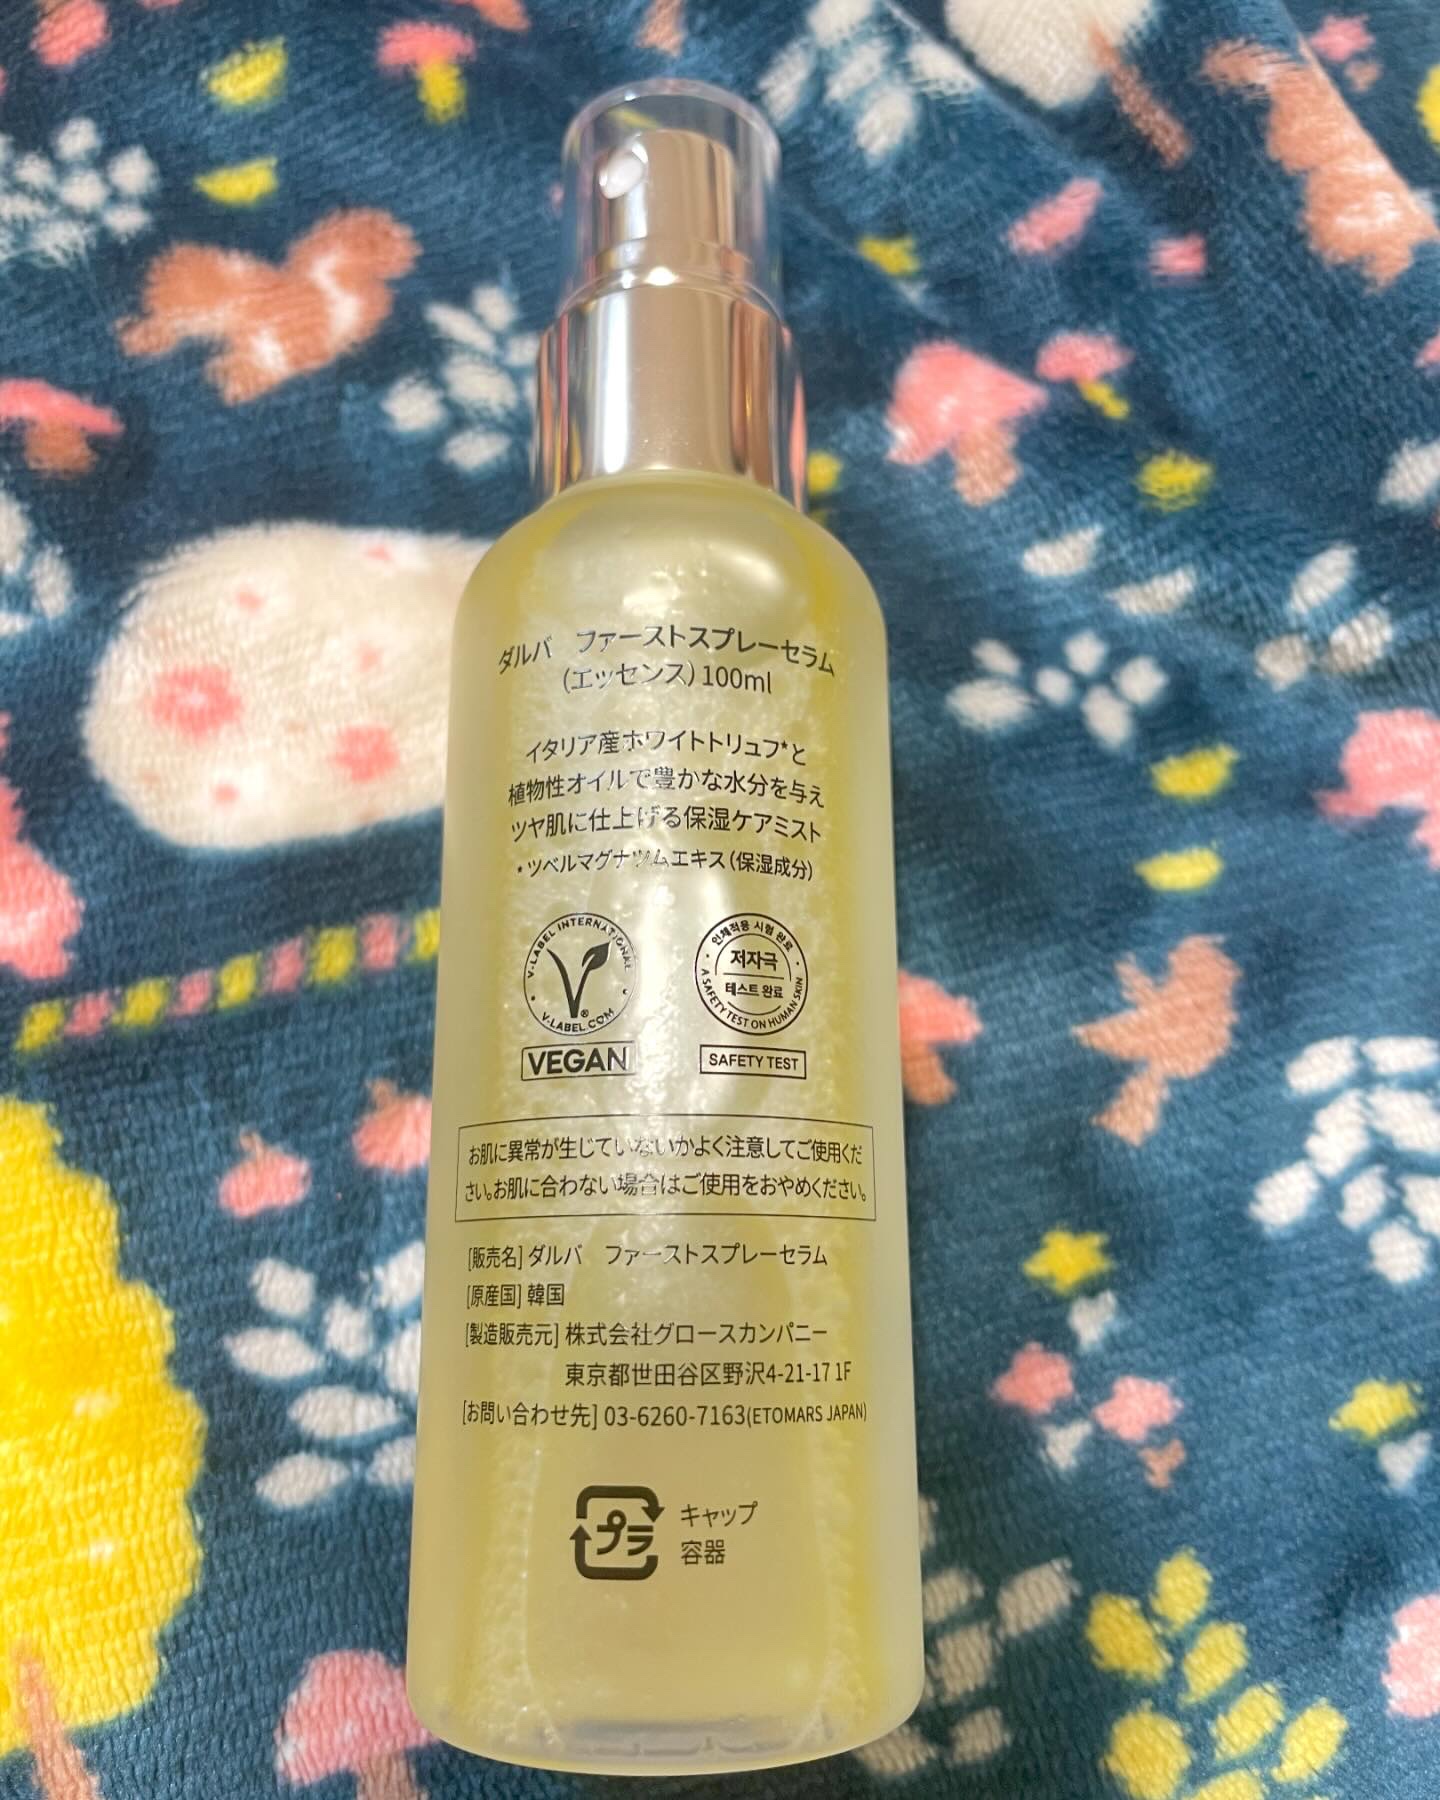 ダルバ　ファーストスプレーセラム
(エッセンス) 100ml
イタリア産ホワイトトリュフ*と
植物性オイルで豊かな水分を与え
ツヤ肌に仕上げる保湿ケアミスト
*ツベルマグナツムエキス(保湿成分)
V-LABEL INTERNATIONAL
V-LABEL.COM
VEGAN
인체적용 시험 완료
저자극
테스트 완료
A SAFETY TEST ON HUMAN SKIN
SAFETY TEST
お肌に異常が生じていないかよく注意してご使用くだ
さい。お肌に合わない場合はご使用をおやめください。
[販売名] ダルバ　ファーストスプレーセラム
[原産国] 韓国
[製造販売元] 株式会社グロースカンパニー
東京都世田谷区野沢4-21-17 1F
[お問い合わせ先] 03-6260-7163(ETOMARS JAPAN)
プラ
キャップ
容器